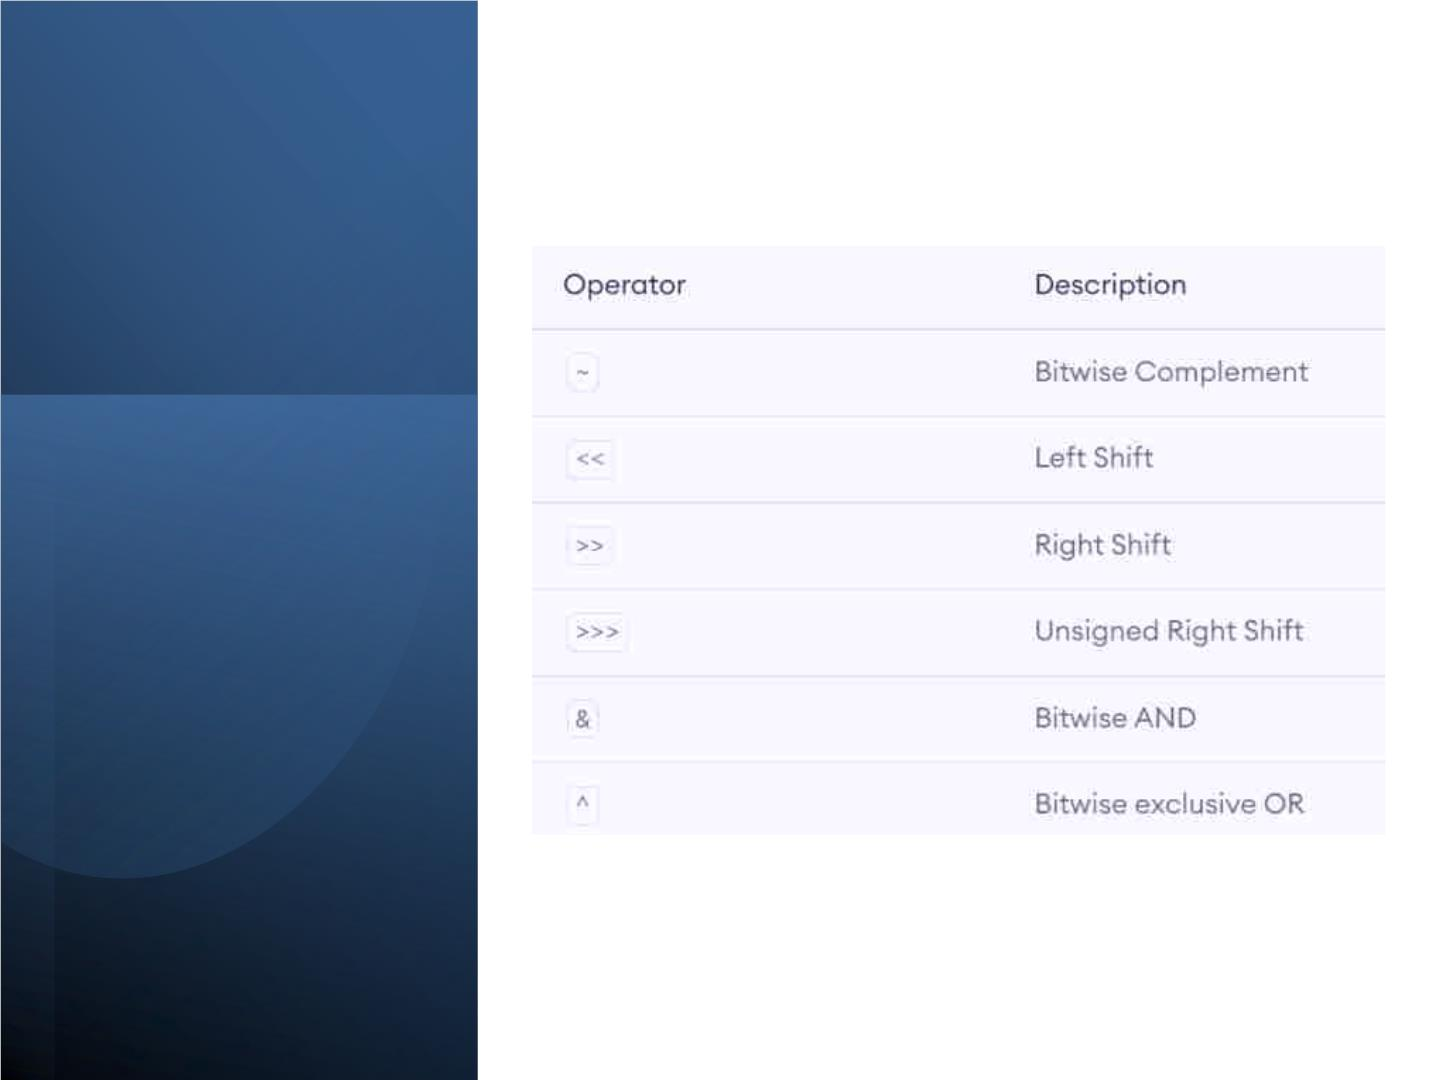 Operator Description
~ Bitwise Complement
<< Left Shift
>> Right Shift
>>> Unsigned Right Shift
& Bitwise AND
^ Bitwise exclusive OR